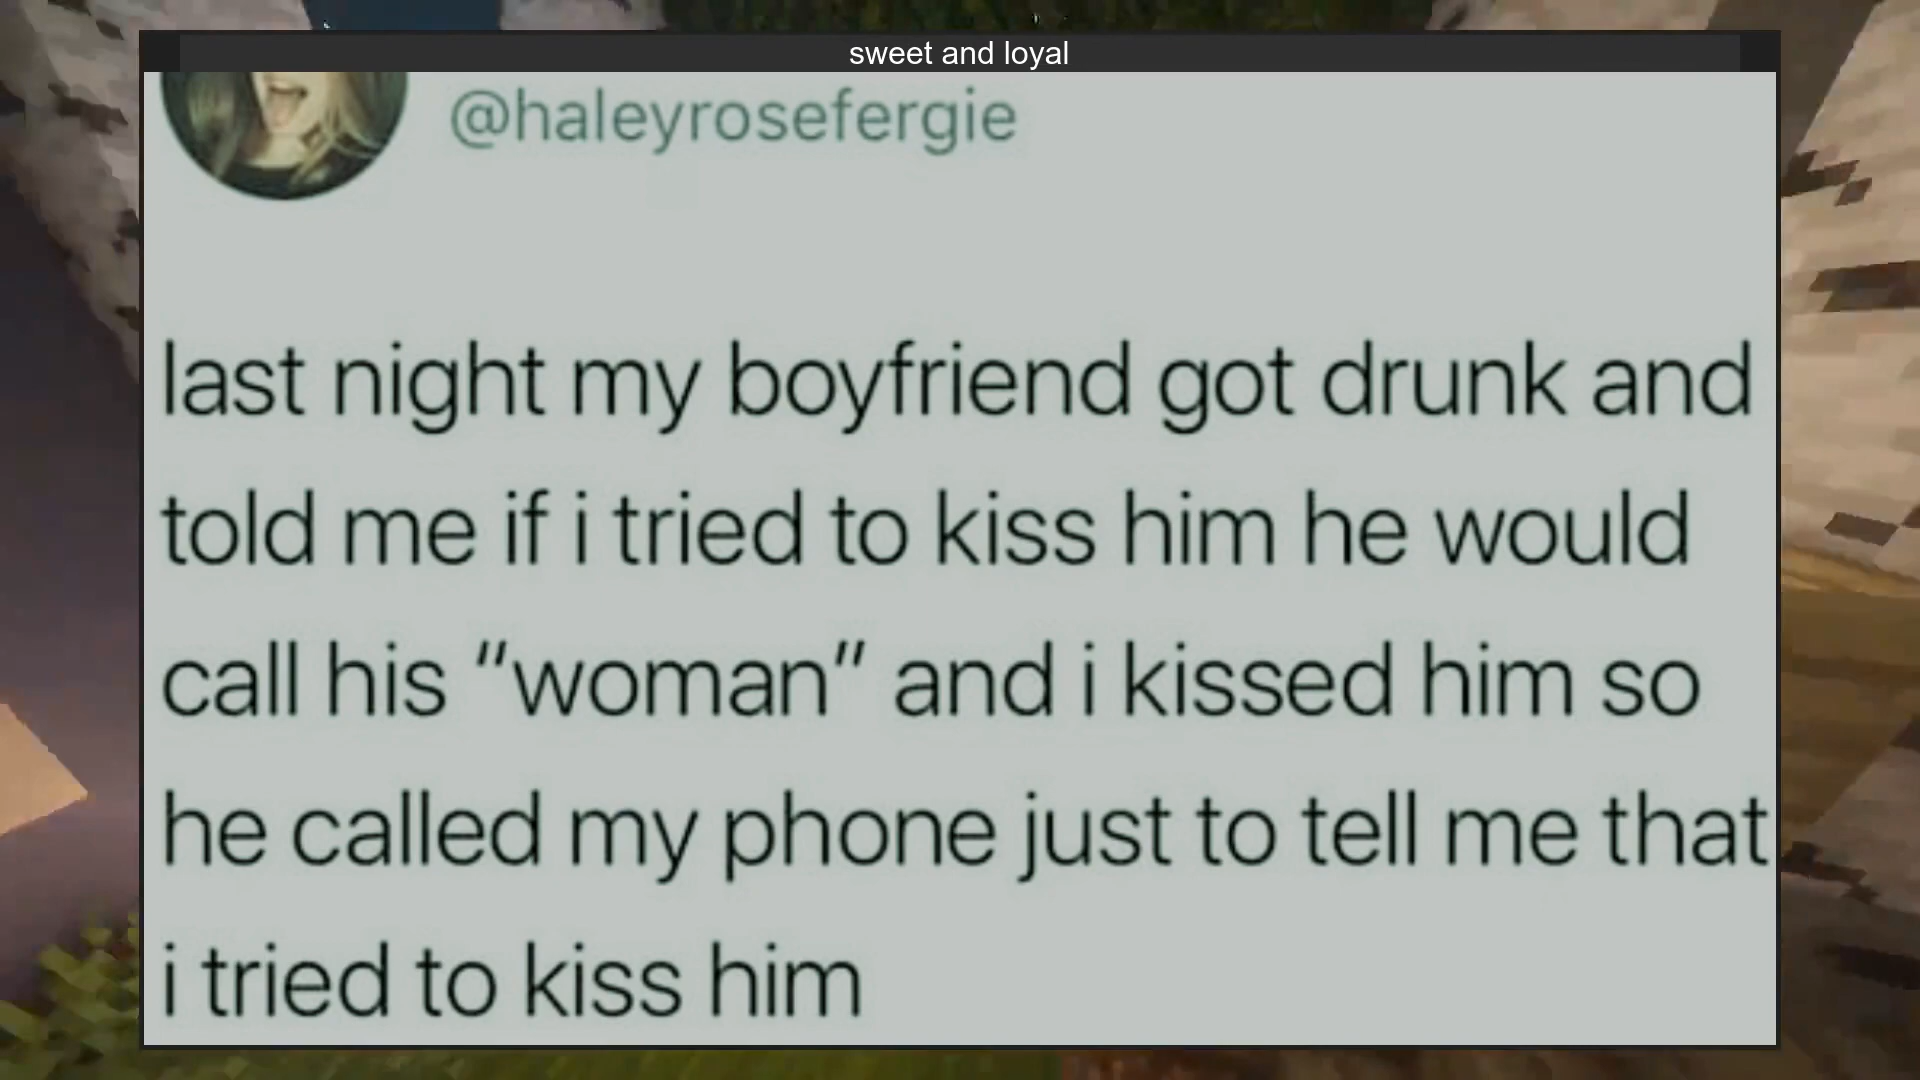 sweet and loyal
@haleyrosefergie
last night my boyfriend got drunk and
told me if i tried to kiss him he would
call his “woman” and i kissed him so
he called my phone just to tell me that
i tried to kiss him